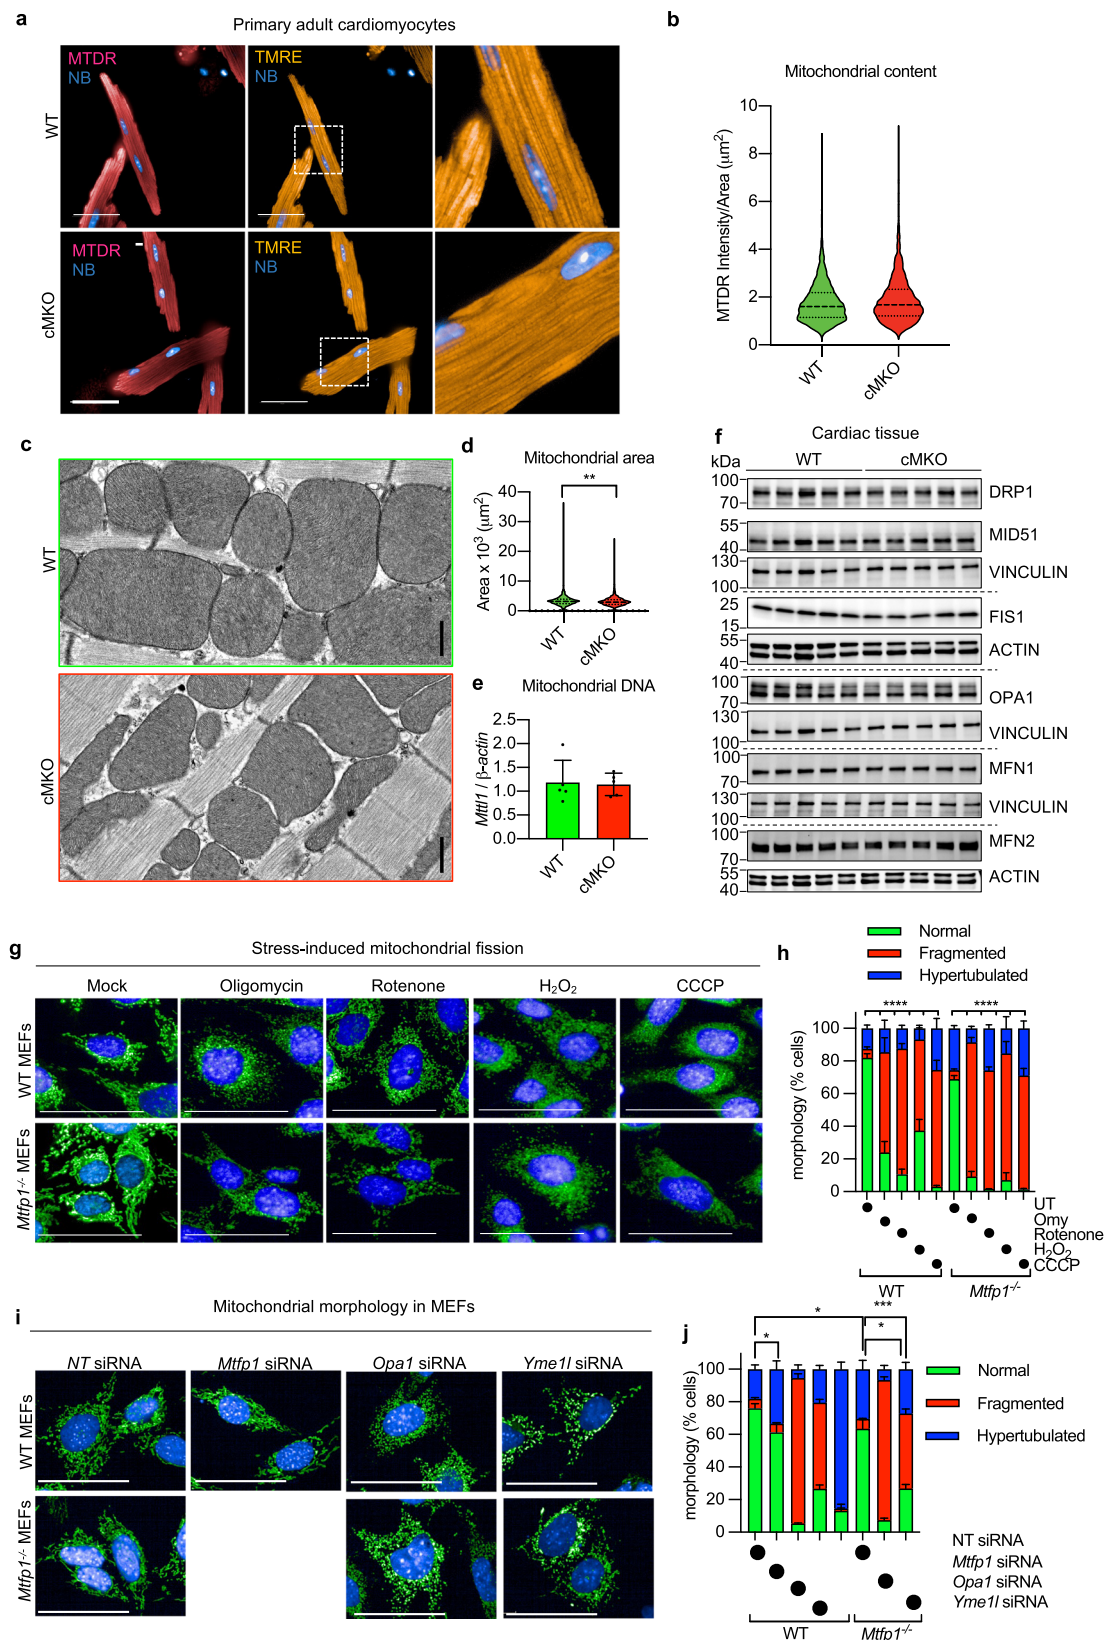 a
Primary adult cardiomyocytes
MTDR
NB
TMRE
NB
WT
MTDR
NB
TMRE
NB
cMKO
b
Mitochondrial content
MTDR Intensity/Area (μm²)
10
8
6
4
2
0
WT
cMKO
c
WT
cMKO
d
Mitochondrial area
**
Area x 10³ (μm²)
40
30
20
10
0
WT
cMKO
e
Mitochondrial DNA
Mttl1 / β-actin
2.5
2.0
1.5
1.0
0.5
0.0
WT
cMKO
f
Cardiac tissue
kDa
WT
cMKO
100
70
DRP1
55
40
MID51
130
100
VINCULIN
25
15
FIS1
55
40
ACTIN
100
70
OPA1
130
100
VINCULIN
100
70
MFN1
130
100
VINCULIN
100
70
MFN2
55
40
ACTIN
g
Stress-induced mitochondrial fission
Mock
Oligomycin
Rotenone
H₂O₂
CCCP
WT MEFs
Mtfp1⁻/⁻ MEFs
h
Normal
Fragmented
Hypertubulated
****
****
morphology (% cells)
100
80
60
40
20
0
UT
Omy
Rotenone
H₂O₂
CCCP
WT
Mtfp1⁻/⁻
i
Mitochondrial morphology in MEFs
NT siRNA
Mtfp1 siRNA
Opa1 siRNA
Yme1l siRNA
WT MEFs
Mtfp1⁻/⁻ MEFs
j
*
***
*
*
morphology (% cells)
100
80
60
40
20
0
Normal
Fragmented
Hypertubulated
NT siRNA
Mtfp1 siRNA
Opa1 siRNA
Yme1l siRNA
WT
Mtfp1⁻/⁻